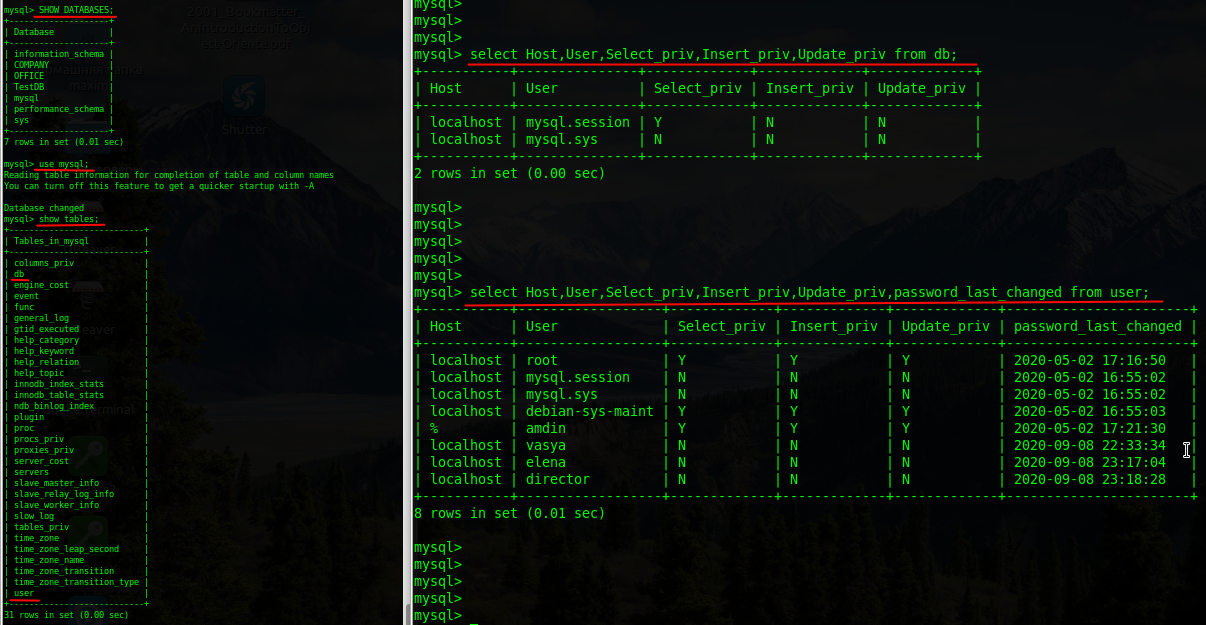 mysql> SHOW DATABASES;
+--------------------+
| Database           |
+--------------------+
| information_schema |
| COMPANY            |
| OFFICE             |
| TestDB             |
| mysql              |
| performance_schema |
| sys                |
+--------------------+
7 rows in set (0.01 sec)
mysql> use mysql;
Reading table information for completion of table and column names
You can turn off this feature to get a quicker startup with -A
Database changed
mysql> show tables;
+---------------------------+
| Tables_in_mysql           |
+---------------------------+
| columns_priv              |
| db                        |
| engine_cost               |
| event                     |
| func                      |
| general_log               |
| gtid_executed             |
| help_category             |
| help_keyword              |
| help_relation             |
| help_topic                |
| innodb_index_stats        |
| innodb_table_stats        |
| ndb_binlog_index          |
| plugin                    |
| proc                      |
| procs_priv                |
| proxies_priv              |
| server_cost               |
| servers                   |
| slave_master_info         |
| slave_relay_log_info      |
| slave_worker_info         |
| slow_log                  |
| tables_priv               |
| time_zone                 |
| time_zone_leap_second     |
| time_zone_name            |
| time_zone_transition      |
| time_zone_transition_type |
| user                      |
+---------------------------+
31 rows in set (0.00 sec)
Shutter
mysql>
mysql>
mysql>
mysql> select Host,User,Select_priv,Insert_priv,Update_priv from db;
+-----------+---------------+-------------+-------------+-------------+
| Host      | User          | Select_priv | Insert_priv | Update_priv |
+-----------+---------------+-------------+-------------+-------------+
| localhost | mysql.session | Y           | N           | N           |
| localhost | mysql.sys     | N           | N           | N           |
+-----------+---------------+-------------+-------------+-------------+
2 rows in set (0.00 sec)
mysql>
mysql>
mysql>
mysql>
mysql>
mysql> select Host,User,Select_priv,Insert_priv,Update_priv,password_last_changed from user;
+-----------+------------------+-------------+-------------+-------------+-----------------------+
| Host      | User             | Select_priv | Insert_priv | Update_priv | password_last_changed |
+-----------+------------------+-------------+-------------+-------------+-----------------------+
| localhost | root             | Y           | Y           | Y           | 2020-05-02 17:16:50   |
| localhost | mysql.session    | N           | N           | N           | 2020-05-02 16:55:02   |
| localhost | mysql.sys        | N           | N           | N           | 2020-05-02 16:55:02   |
| localhost | debian-sys-maint | Y           | Y           | Y           | 2020-05-02 16:55:03   |
| %         | amdin            | Y           | Y           | Y           | 2020-05-02 17:21:30   |
| localhost | vasya            | N           | N           | N           | 2020-09-08 22:33:34   |
| localhost | elena            | N           | N           | N           | 2020-09-08 23:17:04   |
| localhost | director         | N           | N           | N           | 2020-09-08 23:18:28   |
+-----------+------------------+-------------+-------------+-------------+-----------------------+
8 rows in set (0.01 sec)
mysql>
mysql>
mysql>
mysql>
mysql> _